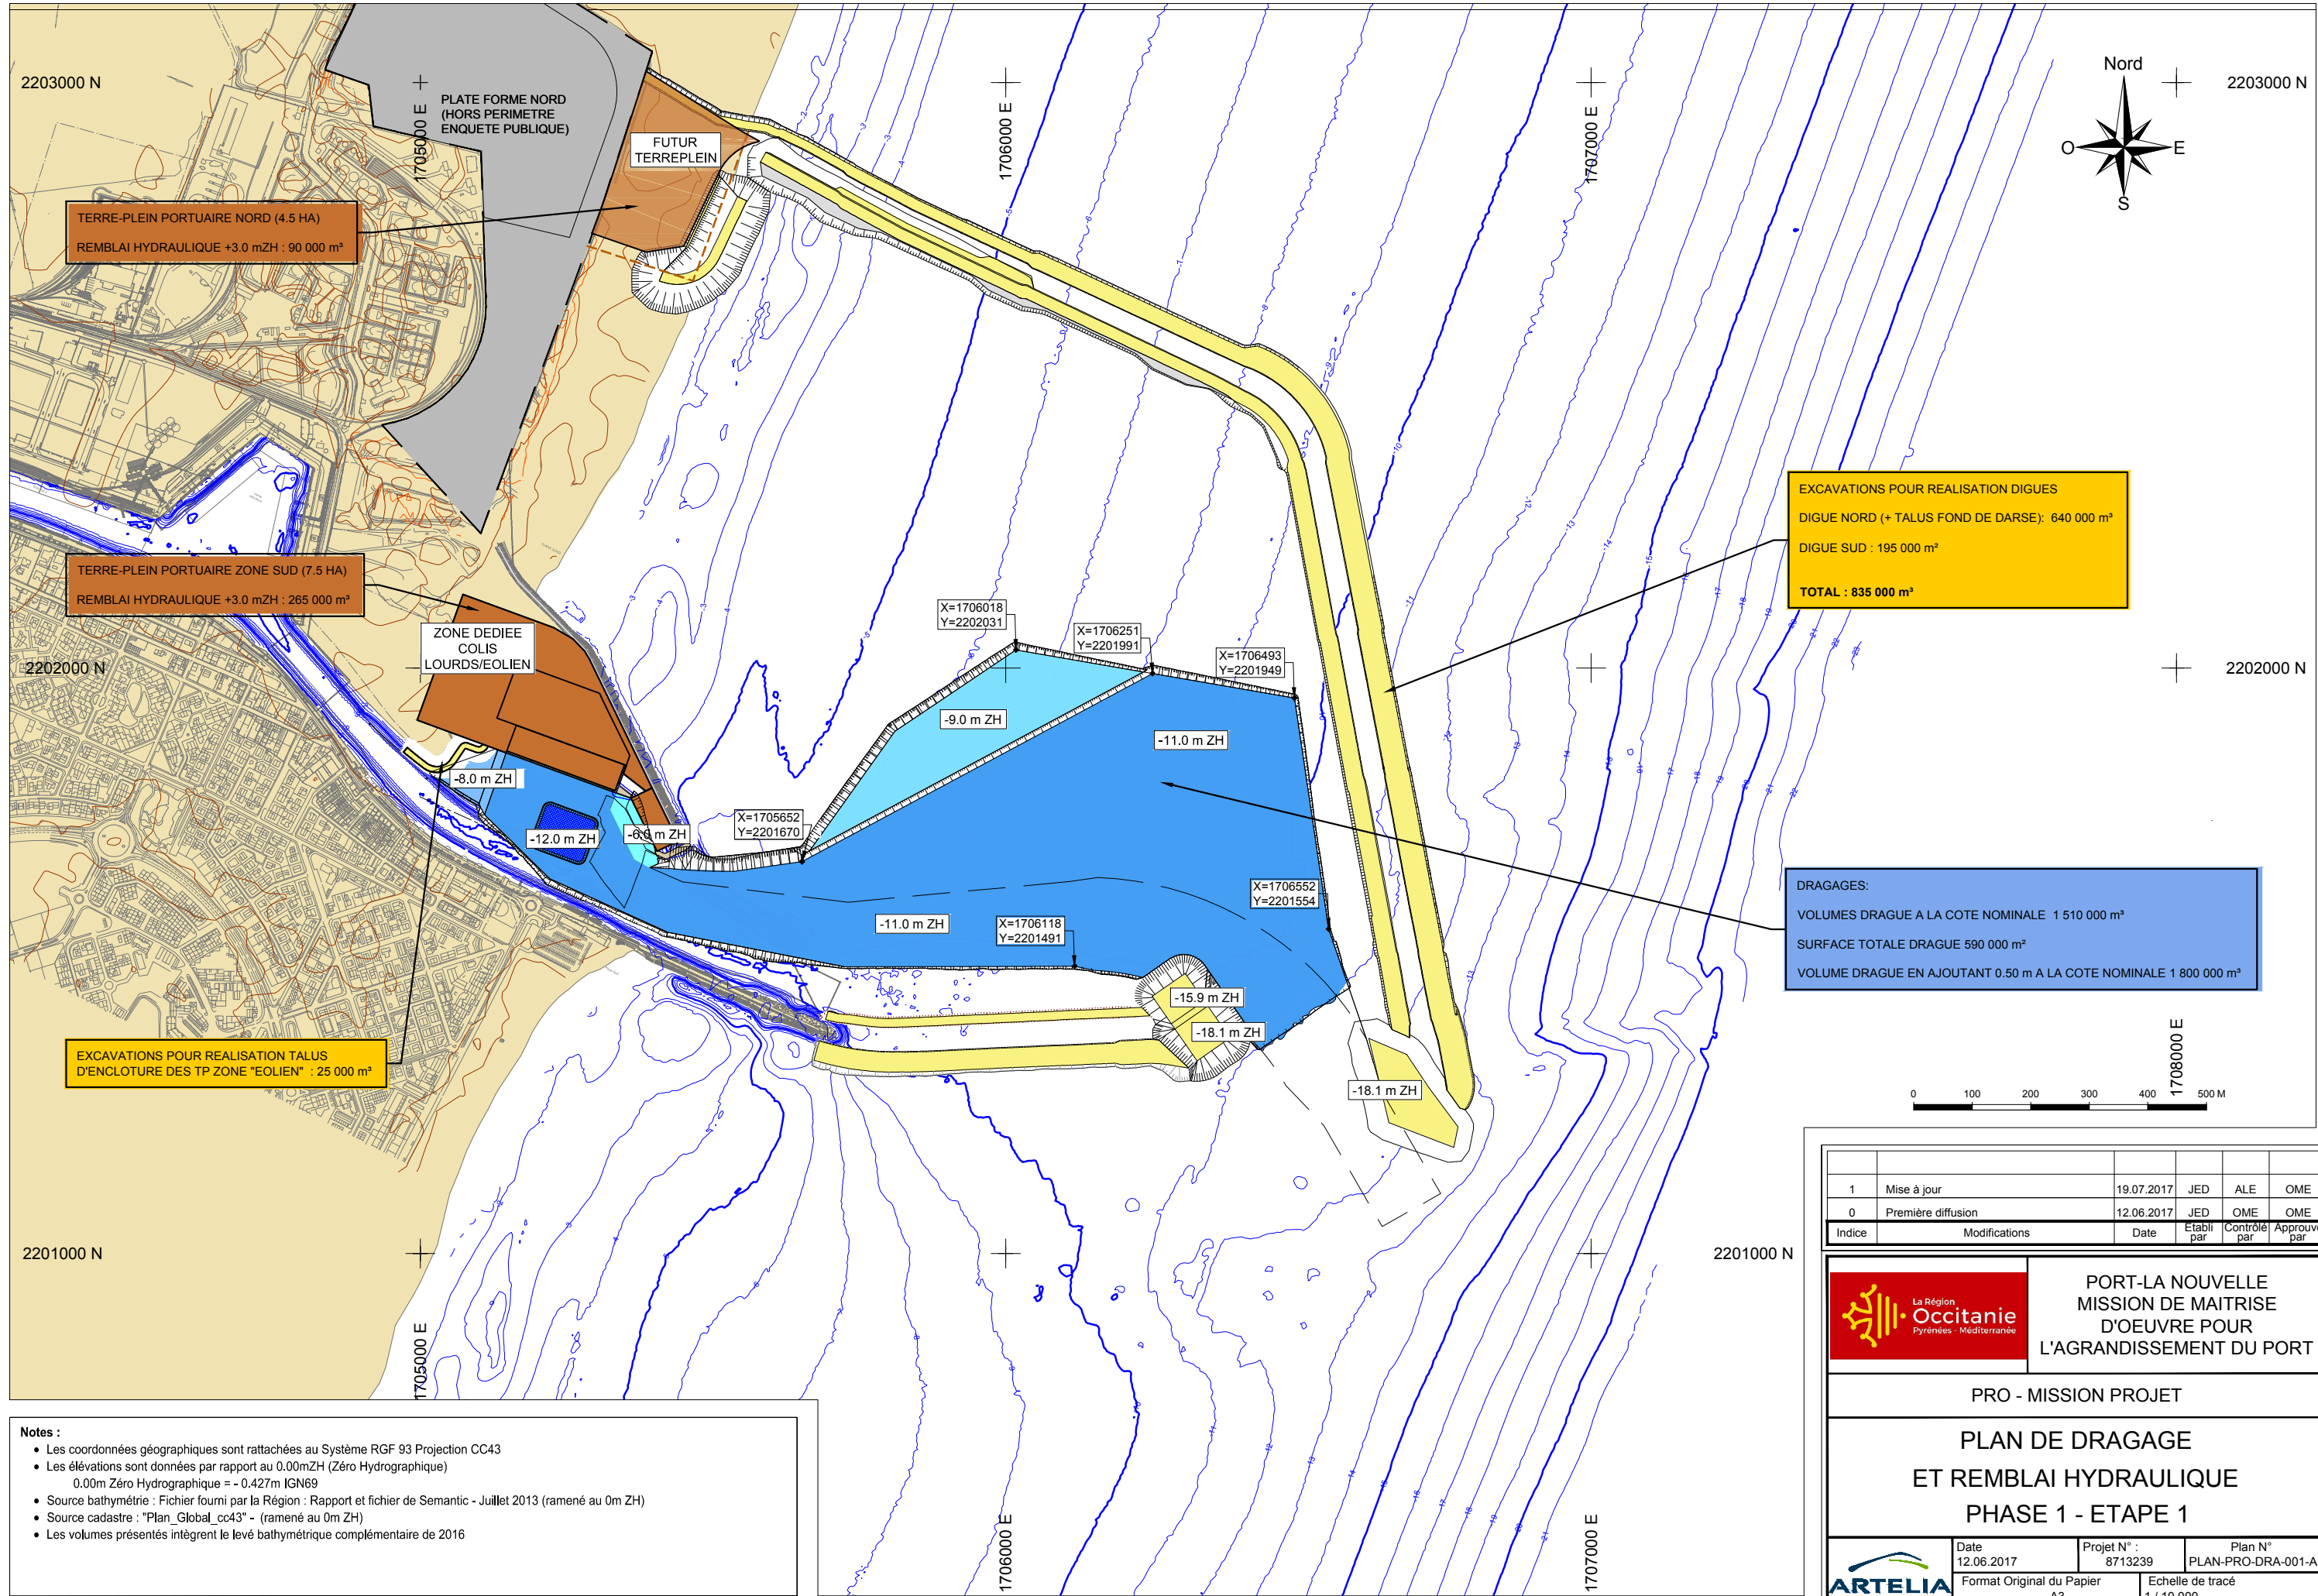 2203000 N
1705000 E
PLATE FORME NORD
(HORS PERIMETRE
ENQUETE PUBLIQUE)
FUTUR
TERREPLEIN
1706000 E
1707000 E
Nord
O
E
S
2203000 N
TERRE-PLEIN PORTUAIRE NORD (4.5 HA)
REMBLAI HYDRAULIQUE +3.0 mZH : 90 000 m³
EXCAVATIONS POUR REALISATION DIGUES
DIGUE NORD (+ TALUS FOND DE DARSE): 640 000 m³
DIGUE SUD : 195 000 m³
TOTAL : 835 000 m³
TERRE-PLEIN PORTUAIRE ZONE SUD (7.5 HA)
REMBLAI HYDRAULIQUE +3.0 mZH : 265 000 m³
ZONE DEDIEE
COLIS
LOURDS/EOLIEN
X=1706018
Y=2202031
X=1706251
Y=2201991
X=1706493
Y=2201949
2202000 N
2202000 N
-9.0 m ZH
-11.0 m ZH
-8.0 m ZH
-12.0 m ZH
-6.0 m ZH
X=1705652
Y=2201670
X=1706552
Y=2201554
-11.0 m ZH
X=1706118
Y=2201491
DRAGAGES:
VOLUMES DRAGUE A LA COTE NOMINALE 1 510 000 m³
SURFACE TOTALE DRAGUE 590 000 m²
VOLUME DRAGUE EN AJOUTANT 0.50 m A LA COTE NOMINALE 1 800 000 m³
-15.9 m ZH
-18.1 m ZH
-18.1 m ZH
EXCAVATIONS POUR REALISATION TALUS
D'ENCLOTURE DES TP ZONE "EOLIEN" : 25 000 m³
1708000 E
0 100 200 300 400 500 M
2201000 N
2201000 N
1705000 E
1706000 E
1707000 E
1 Mise à jour 19.07.2017 JED ALE OME
0 Première diffusion 12.06.2017 JED OME OME
Indice Modifications Date Etabli par Contrôlé par Approuvé par
La Région
Occitanie
Pyrénées - Méditerranée
PORT-LA NOUVELLE
MISSION DE MAITRISE
D'OEUVRE POUR
L'AGRANDISSEMENT DU PORT
PRO - MISSION PROJET
PLAN DE DRAGAGE
ET REMBLAI HYDRAULIQUE
PHASE 1 - ETAPE 1
ARTELIA
Date
12.06.2017
Projet N° :
8713239
Plan N°
PLAN-PRO-DRA-001-A
Format Original du Papier
A3
Echelle de tracé
1 / 10 000
Notes :
• Les coordonnées géographiques sont rattachées au Système RGF 93 Projection CC43
• Les élévations sont données par rapport au 0.00mZH (Zéro Hydrographique)
0.00m Zéro Hydrographique = - 0.427m IGN69
• Source bathymétrie : Fichier fourni par la Région : Rapport et fichier de Semantic - Juillet 2013 (ramené au 0m ZH)
• Source cadastre : "Plan_Global_cc43" - (ramené au 0m ZH)
• Les volumes présentés intègrent le levé bathymétrique complémentaire de 2016